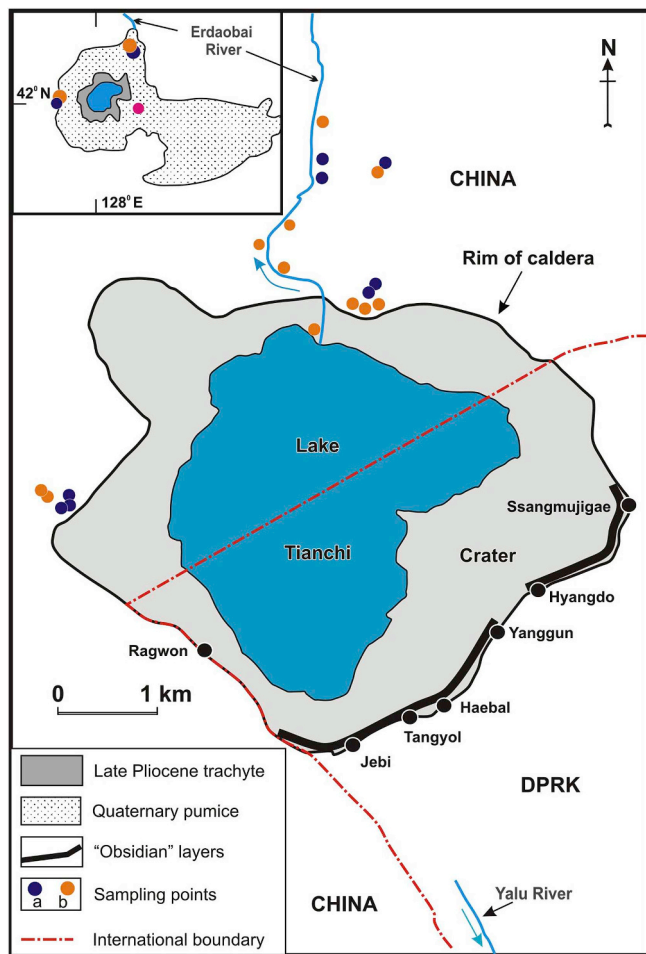 Erdaobai
River
42° N
128° E
N
CHINA
Rim of caldera
Lake
Tianchi
Crater
Ssangmujigae
Hyangdo
Yanggun
Ragwon
Haebal
Tangyol
Jebi
0 1 km
DPRK
CHINA
Yalu River
Late Pliocene trachyte
Quaternary pumice
“Obsidian” layers
a b
Sampling points
International boundary